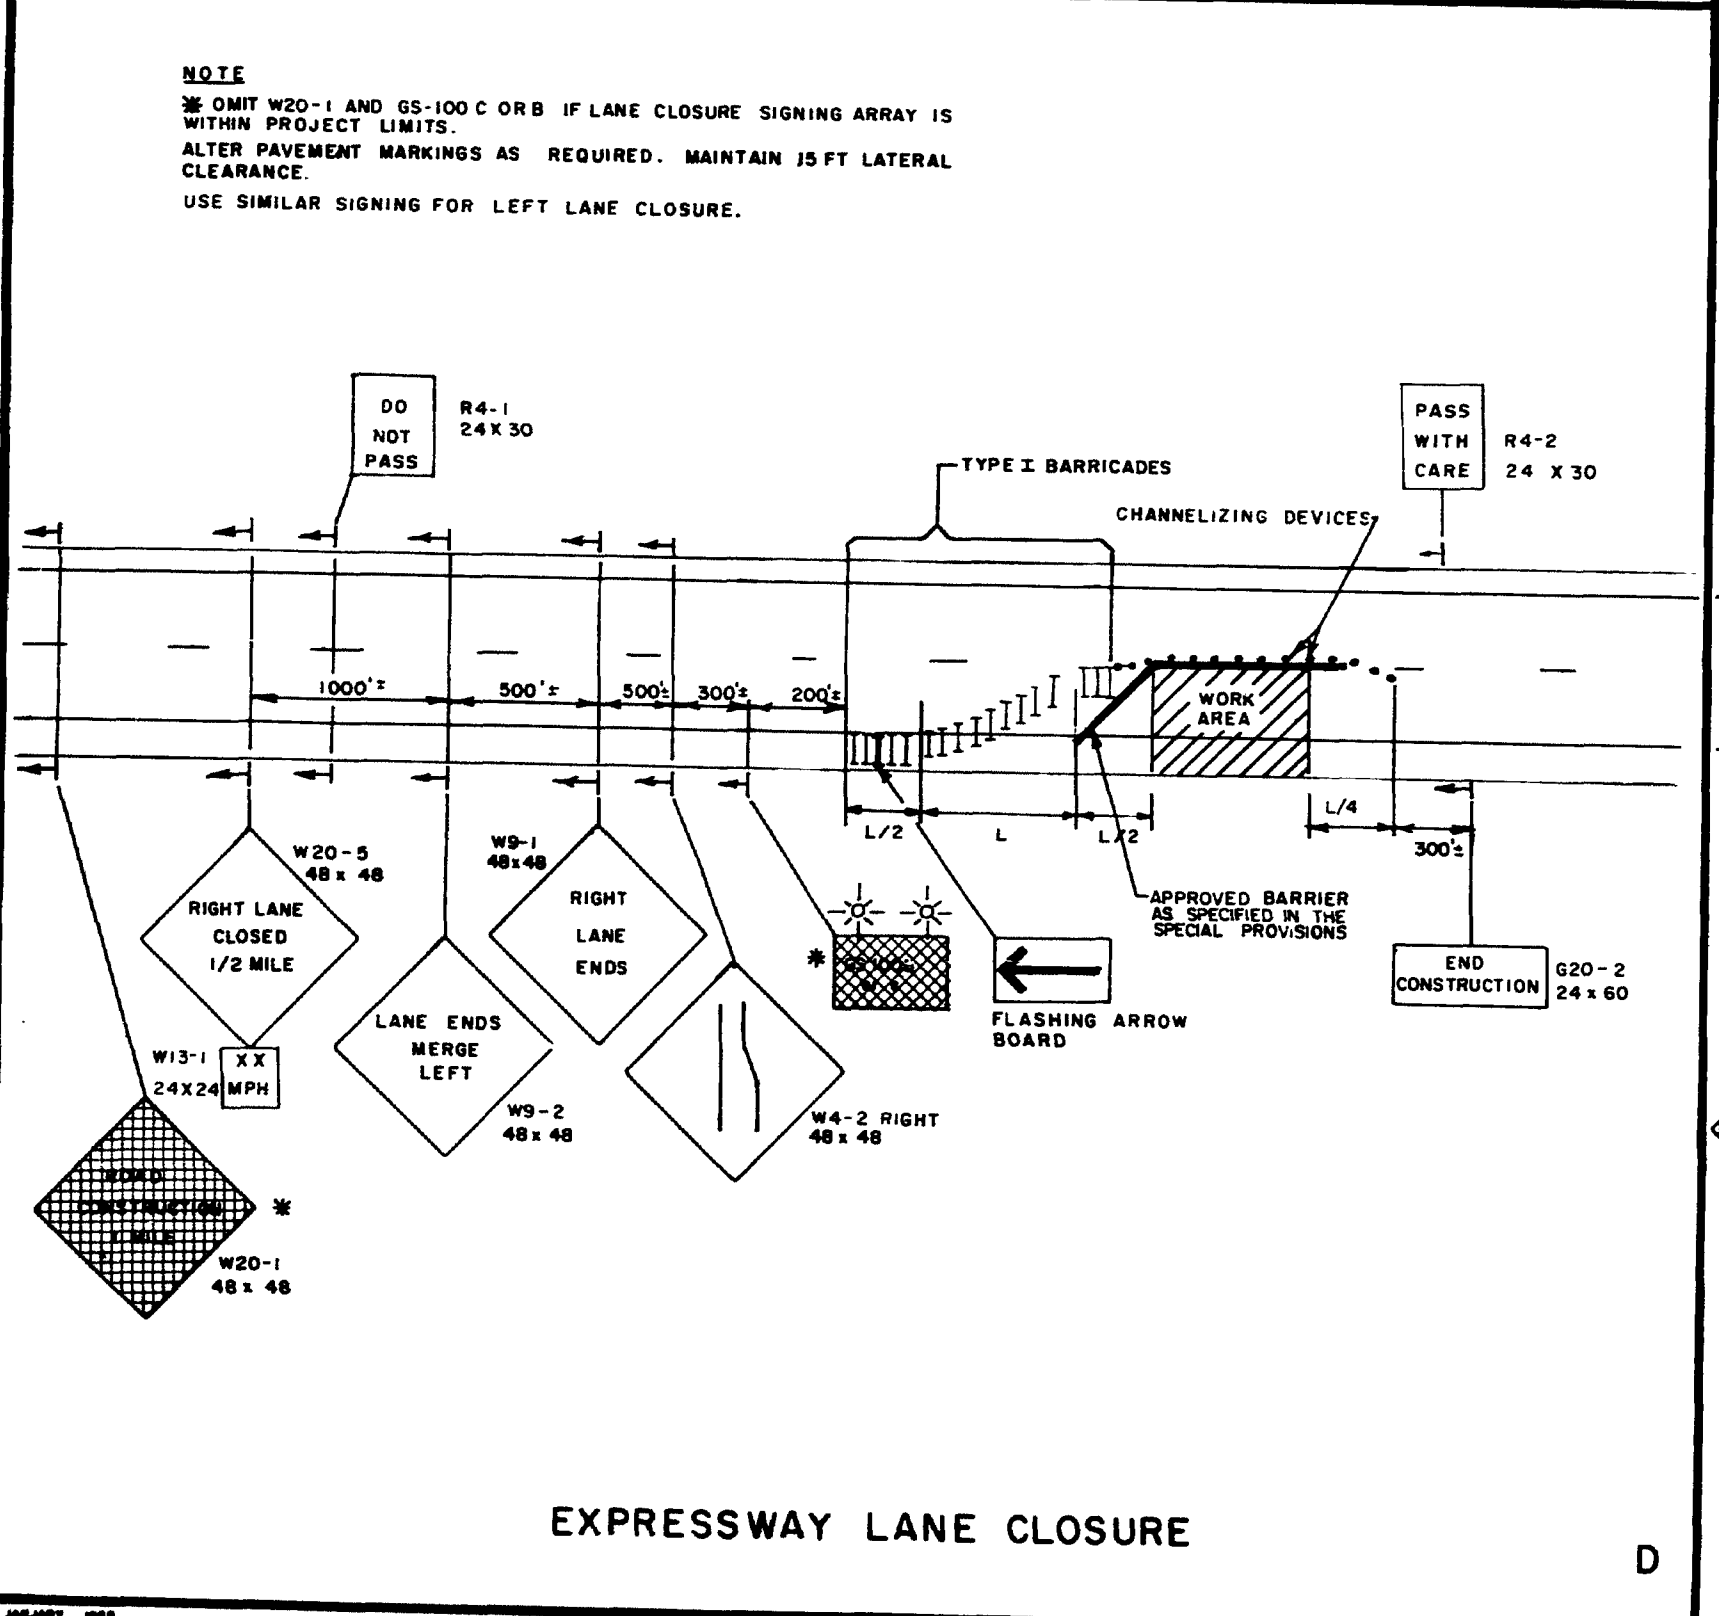 NOTE
✱ OMIT W20-1 AND GS-100 C OR B IF LANE CLOSURE SIGNING ARRAY IS
WITHIN PROJECT LIMITS.
ALTER PAVEMENT MARKINGS AS REQUIRED. MAINTAIN 15 FT LATERAL
CLEARANCE.
USE SIMILAR SIGNING FOR LEFT LANE CLOSURE.
DO
NOT
PASS
R4-1
24 X 30
PASS
WITH
CARE
R4-2
24 X 30
TYPE I BARRICADES
CHANNELIZING DEVICES
1000'±
500'±
500'±
300'±
200'±
WORK
AREA
L/2
L
L/2
L/4
300'±
W20-5
48 x 48
RIGHT LANE
CLOSED
1/2 MILE
W13-1
24X24
XX
MPH
W9-1
48x48
RIGHT
LANE
ENDS
LANE ENDS
MERGE
LEFT
W9-2
48 x 48
W4-2 RIGHT
48 x 48
✱
FLASHING ARROW
BOARD
APPROVED BARRIER
AS SPECIFIED IN THE
SPECIAL PROVISIONS
END
CONSTRUCTION
G20-2
24 x 60
ROAD
CONSTRUCTION
1 MILE
✱
W20-1
48 x 48
EXPRESSWAY LANE CLOSURE
D